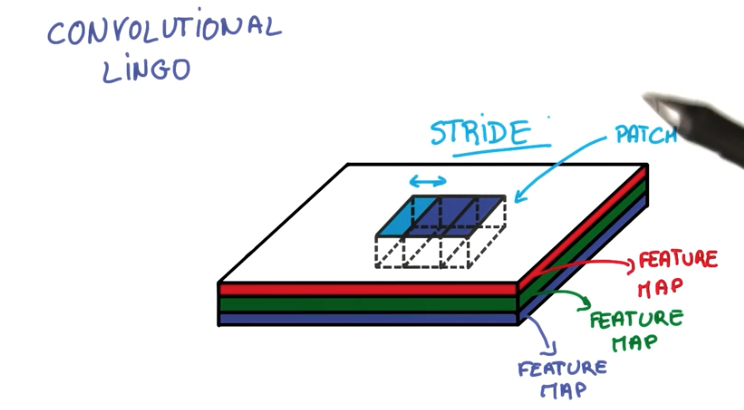 CONVOLUTIONAL
LINGO
STRIDE
PATCH
FEATURE
MAP
FEATURE
MAP
FEATURE
MAP